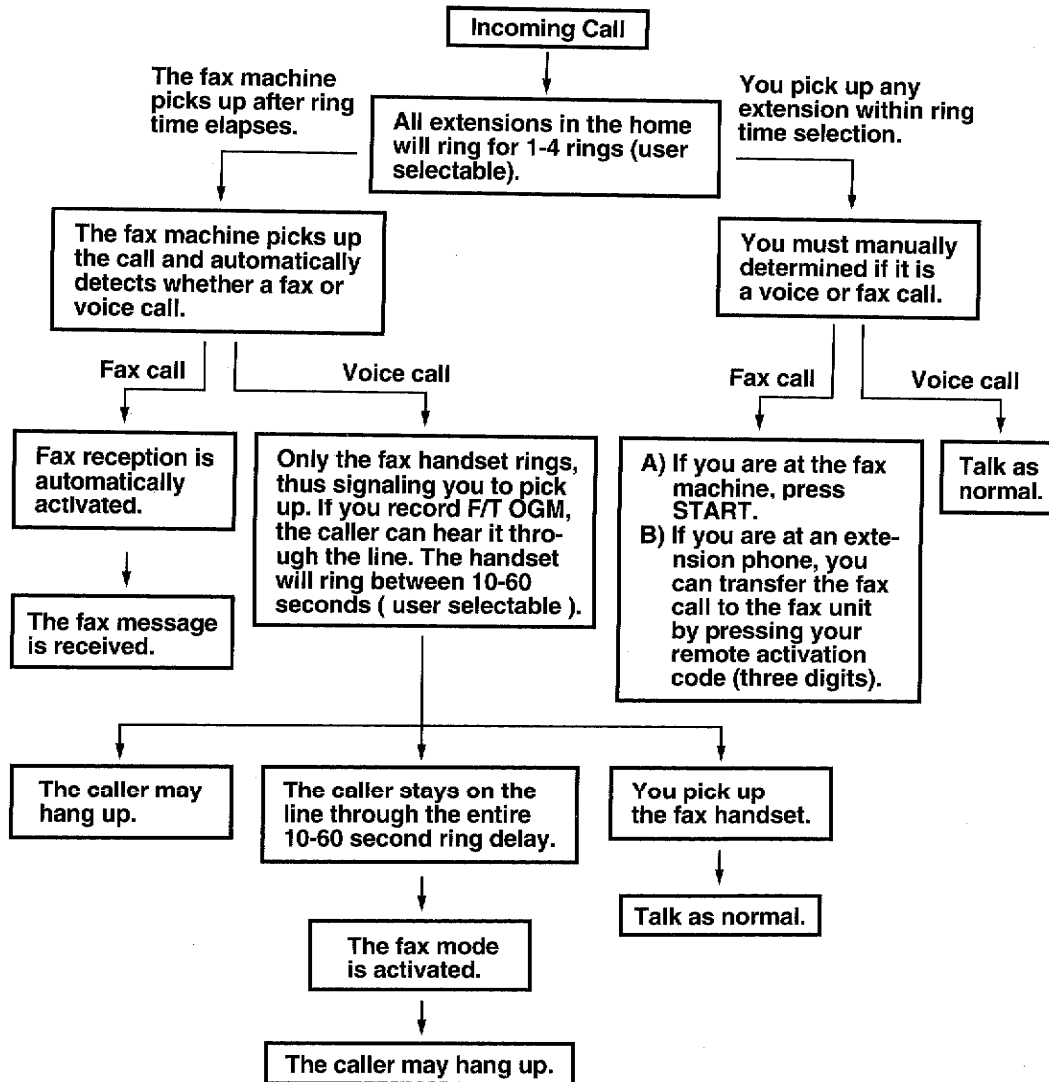 Incoming Call
The fax machine
picks up after ring
time elapses.
You pick up any
extension within ring
time selection.
All extensions in the home
will ring for 1-4 rings (user
selectable).
The fax machine picks up
the call and automatically
detects whether a fax or
voice call.
You must manually
determined if it is
a voice or fax call.
Fax call
Voice call
Fax call
Voice call
Fax reception is
automatically
activated.
Only the fax handset rings,
thus signaling you to pick
up. If you record F/T OGM,
the caller can hear it thro-
ugh the line. The handset
will ring between 10-60
seconds ( user selectable ).
A) If you are at the fax
machine, press
START.
B) If you are at an exte-
nsion phone, you
can transfer the fax
call to the fax unit
by pressing your
remote activation
code (three digits).
Talk as
normal.
The fax message
is received.
The caller may
hang up.
The caller stays on the
line through the entire
10-60 second ring delay.
You pick up
the fax handset.
Talk as normal.
The fax mode
is activated.
The caller may hang up.